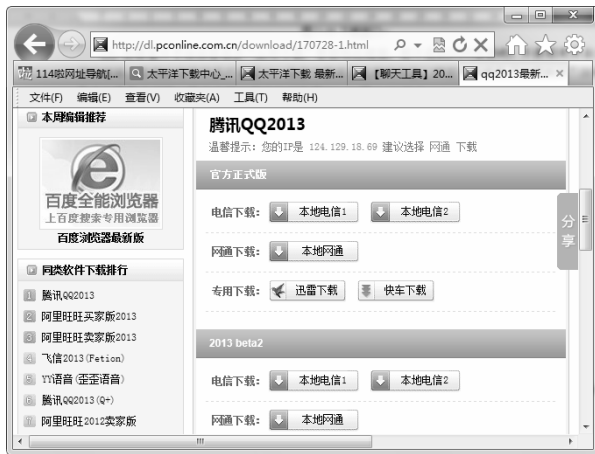 http://dl.pconline.com.cn/download/170728-1.html
114啦网址导航[... 太平洋下载中心_... 太平洋下载 最新... 【聊天工具】20... qq2013最新...
文件(F) 编辑(E) 查看(V) 收藏夹(A) 工具(T) 帮助(H)
本周编辑推荐
百度全能浏览器
上百度搜索专用浏览器
百度浏览器最新版
同类软件下载排行
1 腾讯QQ2013
2 阿里旺旺买家版2013
3 阿里旺旺卖家版2013
4 飞信2013(Fetion)
5 YY语音(歪歪语音)
6 腾讯QQ2013(Q+)
阿里旺旺2012卖家版
腾讯QQ2013
温馨提示: 您的IP是 124.129.18.69 建议选择 网通 下载
官方正式版
电信下载: 本地电信1 本地电信2
网通下载: 本地网通
专用下载: 迅雷下载 快车下载
2013 beta2
电信下载: 本地电信1 本地电信2
网通下载: 本地网通
分享